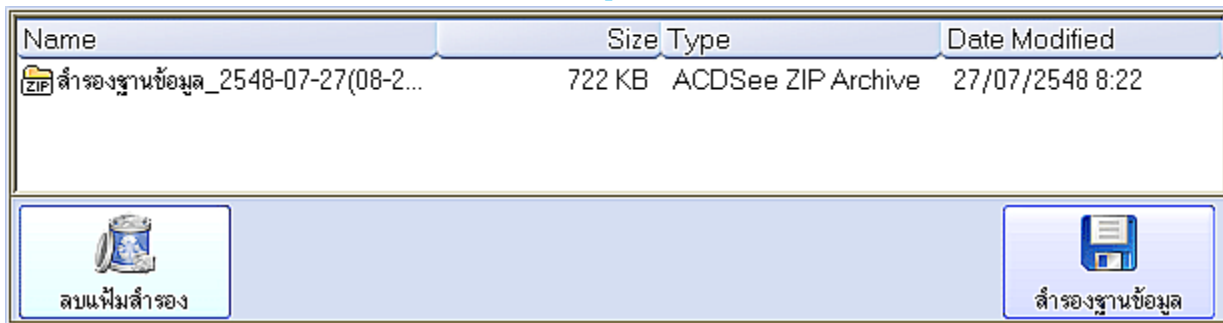 Name Size Type Date Modified
ZIP สำรองฐานข้อมูล_2548-07-27(08-2... 722 KB ACDSee ZIP Archive 27/07/2548 8:22
ลบแฟ้มสำรอง สำรองฐานข้อมูล